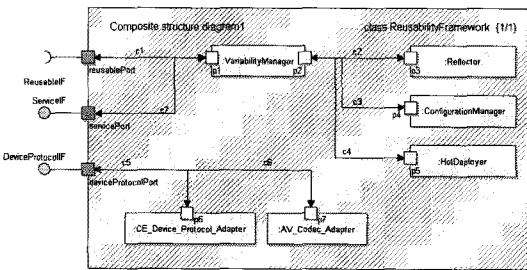 Composite structure diagram1
class ReusabilityFramework {1/1}
c1
c2
:VariabilityManager
:Reflector
p1
p2
p3
reusablePort
ReusableIF
ServiceIF
c3
p4
:ConfigurationManager
c7
servicePort
c4
:HotDeployer
p5
DeviceProtocolIF
c5
c6
deviceProtocolPort
p6
p7
:CE_Device_Protocol_Adapter
:AV_Codec_Adapter